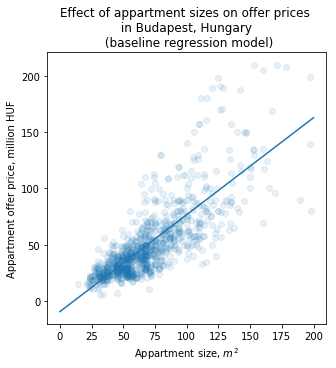 Effect of appartment sizes on offer prices
in Budapest, Hungary
(baseline regression model)
200
150
100
50
0
Appartment offer price, million HUF
0 25 50 75 100 125 150 175 200
Appartment size, m²